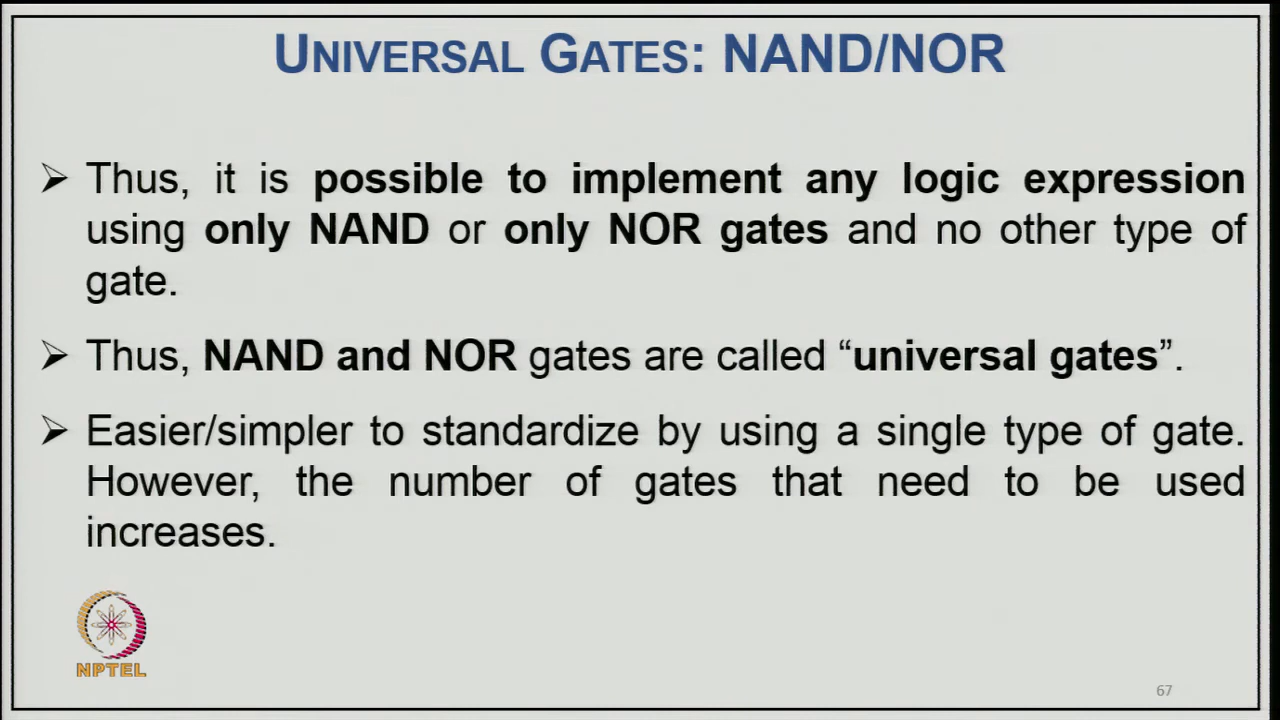 UNIVERSAL GATES: NAND/NOR
➢ Thus, it is possible to implement any logic expression
using only NAND or only NOR gates and no other type of
gate.
➢ Thus, NAND and NOR gates are called “universal gates”.
➢ Easier/simpler to standardize by using a single type of gate.
However, the number of gates that need to be used
increases.
NPTEL
67